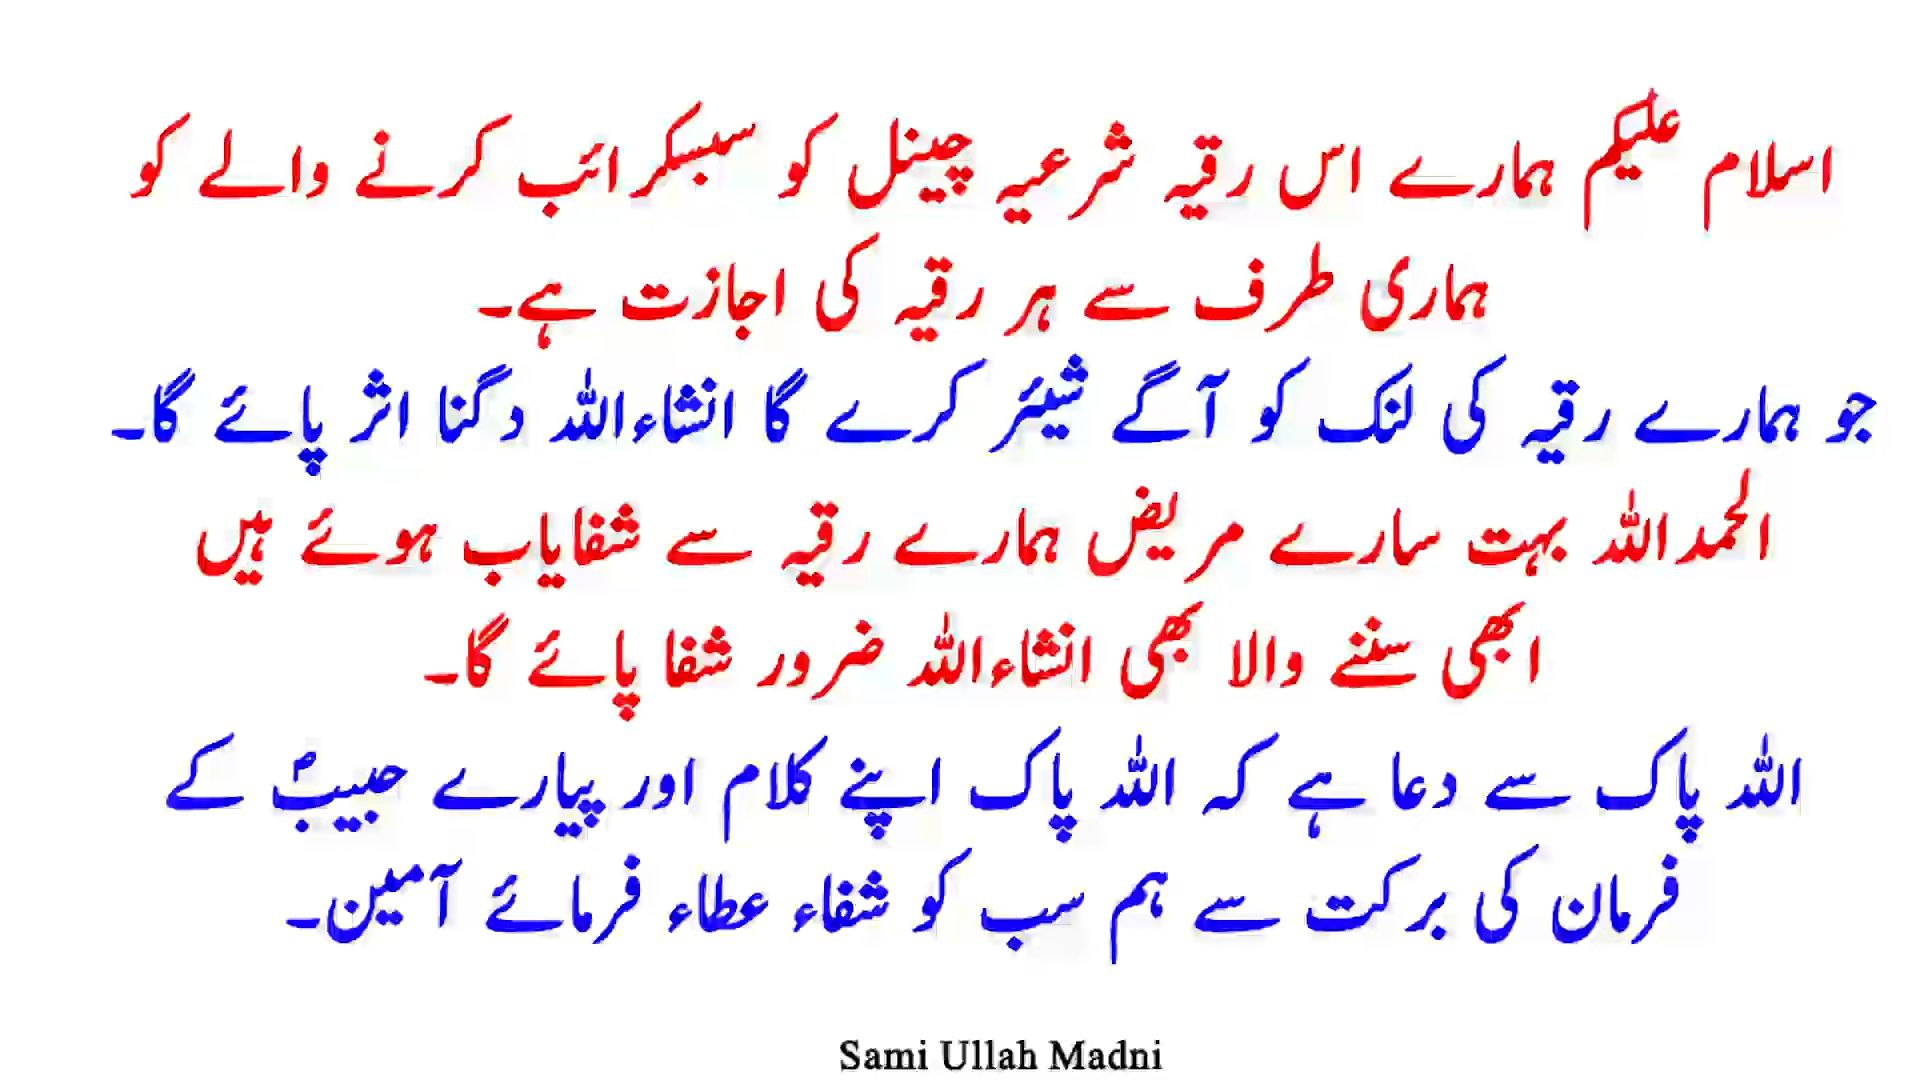 اسلام علیکم ہمارے اس رقیہ شرعیہ چینل کو سبسکرائب کرنے والے کو
ہماری طرف سے ہر رقیہ کی اجازت ہے۔
جو ہمارے رقیہ کی لنک کو آگے شیئر کرے گا انشاءاللہ دگنا اثر پائے گا۔
الحمداللہ بہت سارے مریض ہمارے رقیہ سے شفایاب ہوئے ہیں
ابھی سننے والا بھی انشاءاللہ ضرور شفا پائے گا۔
اللہ پاک سے دعا ہے کہ اللہ پاک اپنے کلام اور پیارے حبیبؐ کے
فرمان کی برکت سے ہم سب کو شفاء عطاء فرمائے آمین۔
Sami Ullah Madni